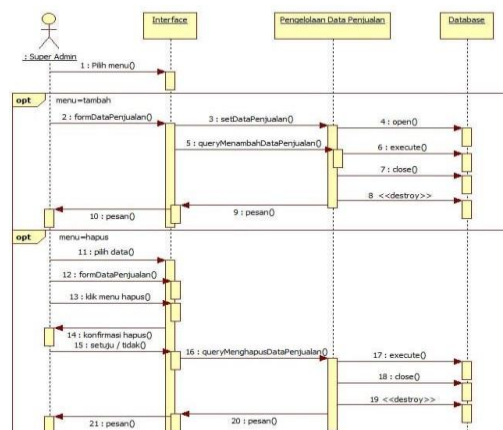 Interface
Pengelolaan Data Penjualan
Database
: Super Admin
1 : Pilih menu()
opt
menu=tambah
2 : formDataPenjualan()
3 : setDataPenjualan()
4 : open()
5 : queryMenambahDataPenjualan()
6 : execute()
7 : close()
8 <<destroy>>
9 : pesan()
10 : pesan()
opt
menu=hapus
11 : pilih data()
12 : formDataPenjualan()
13 : klik menu hapus()
14 : konfirmasi hapus()
15 : setuju / tidak()
16 : queryMenghapusDataPenjualan()
17 : execute()
18 : close()
19 <<destroy>>
20 : pesan()
21 : pesan()